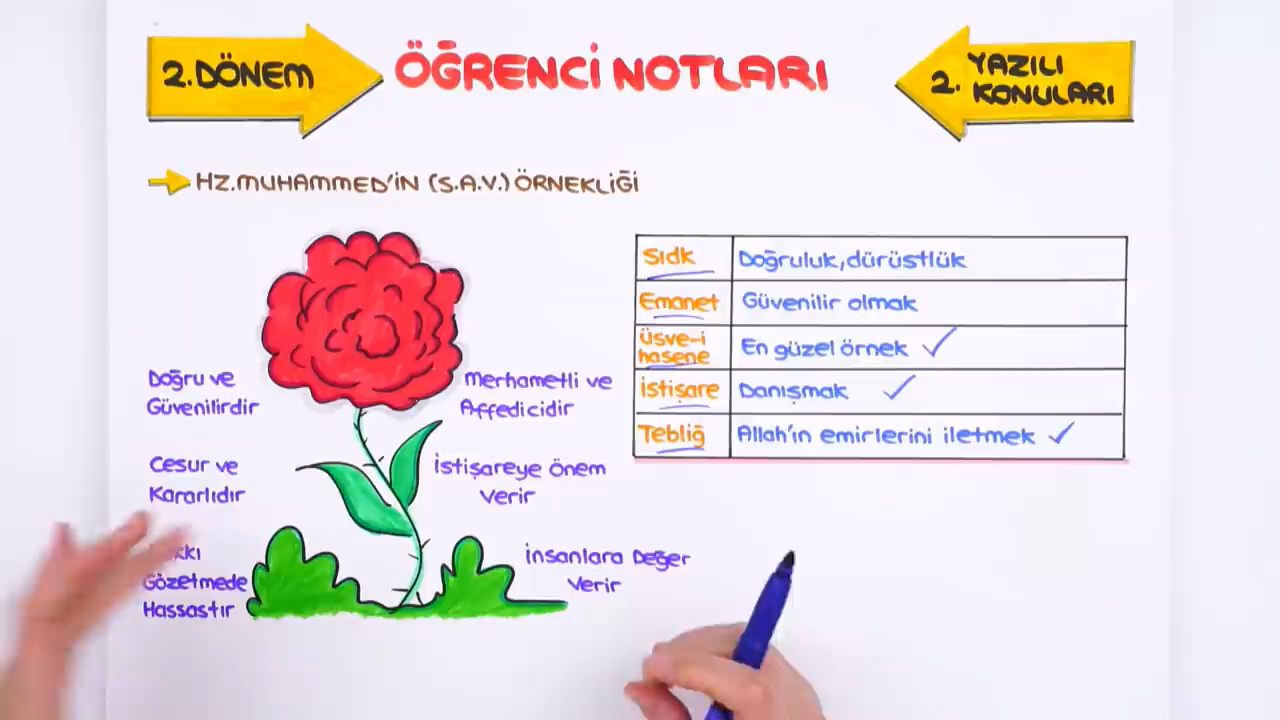 2. DÖNEM
ÖĞRENCİ NOTLARI
2. YAZILI
KONULARI
HZ. MUHAMMED'İN (S.A.V.) ÖRNEKLİĞİ
Doğru ve
Güvenilirdir
Merhametli ve
Affedicidir
Cesur ve
Kararlıdır
İstişareye Önem
Verir
Gözetmede
Hassastır
İnsanlara Değer
Verir
Sıdk Doğruluk, dürüstlük
Emanet Güvenilir olmak
Üsve-i
hasene En güzel örnek
İstişare Danışmak
Tebliğ Allah'ın emirlerini iletmek